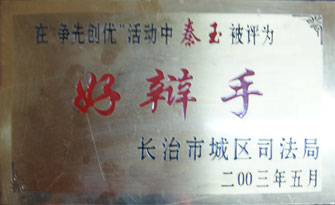 在“争先创优”活动中秦玉被评为
好辩手
长治市城区司法局
二00三年五月